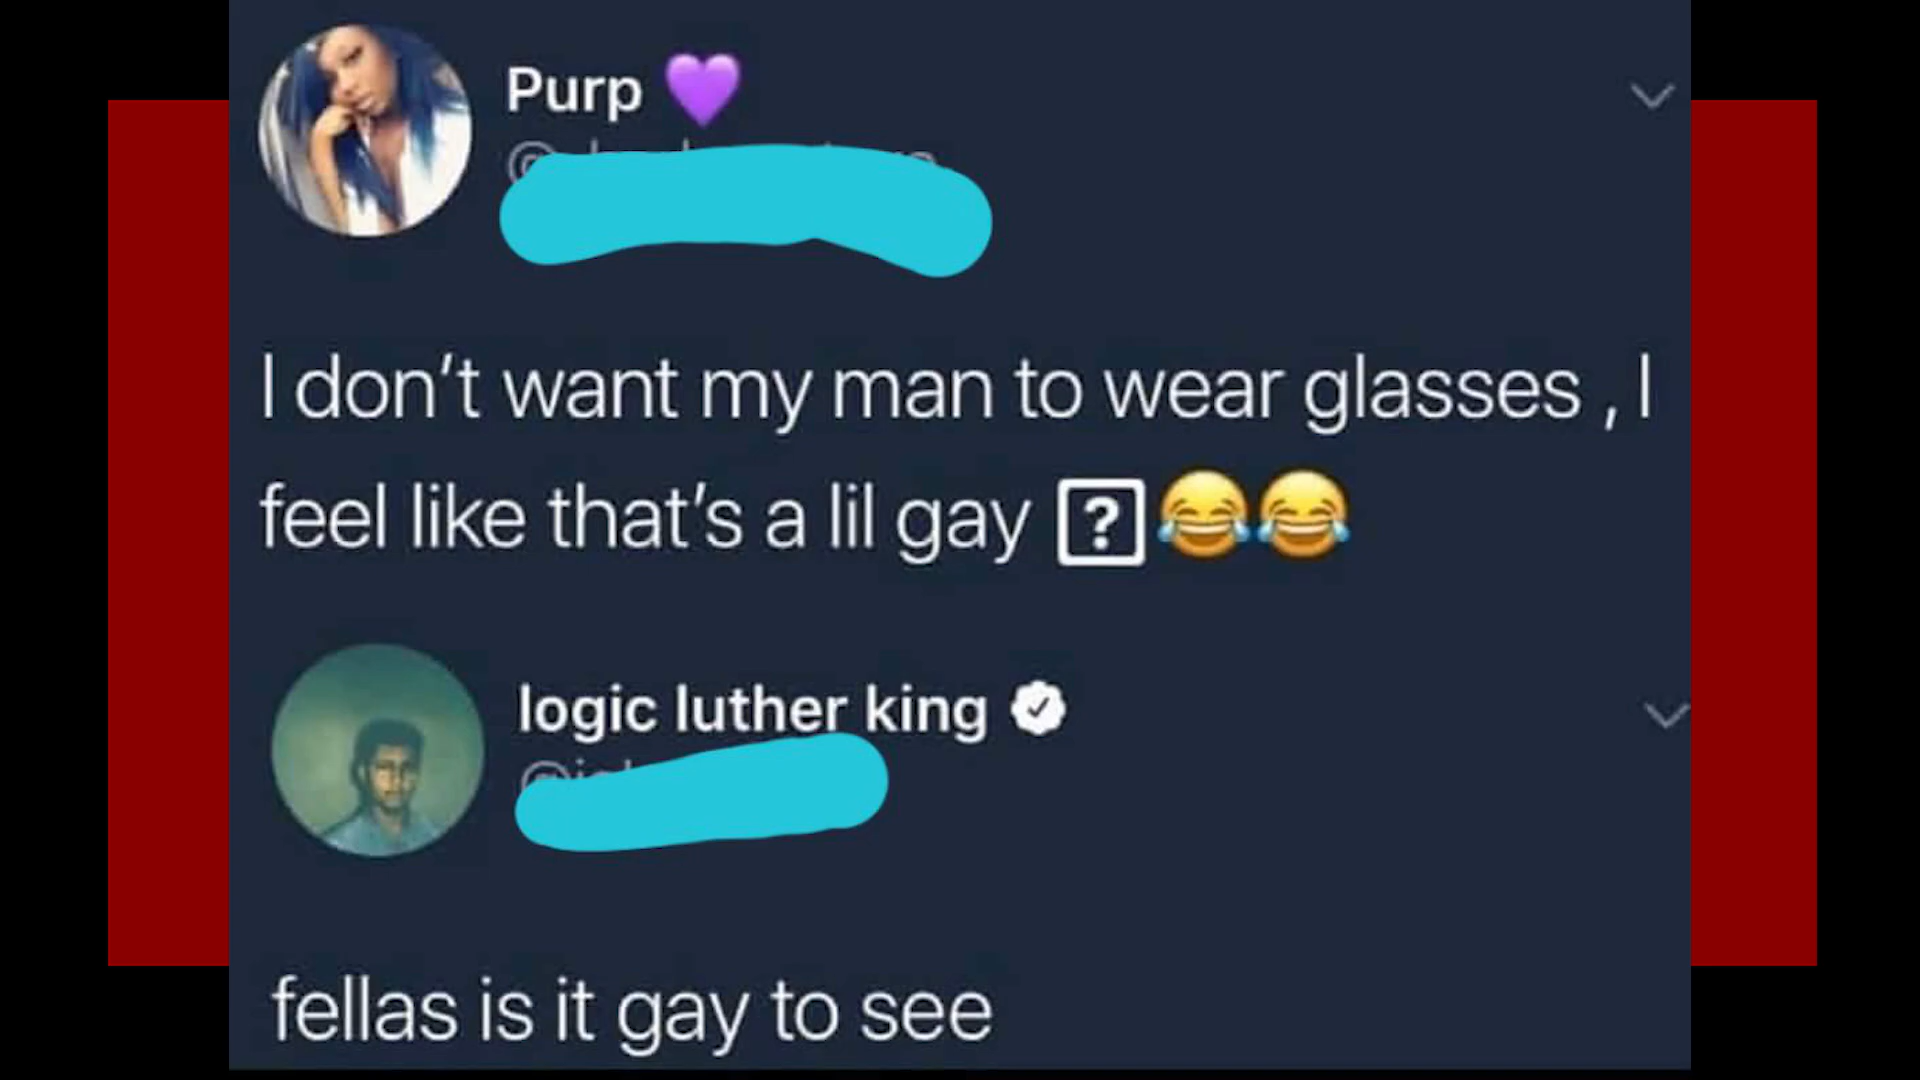 Purp 💜
I don't want my man to wear glasses , I
feel like that's a lil gay ?😂😂
logic luther king
fellas is it gay to see